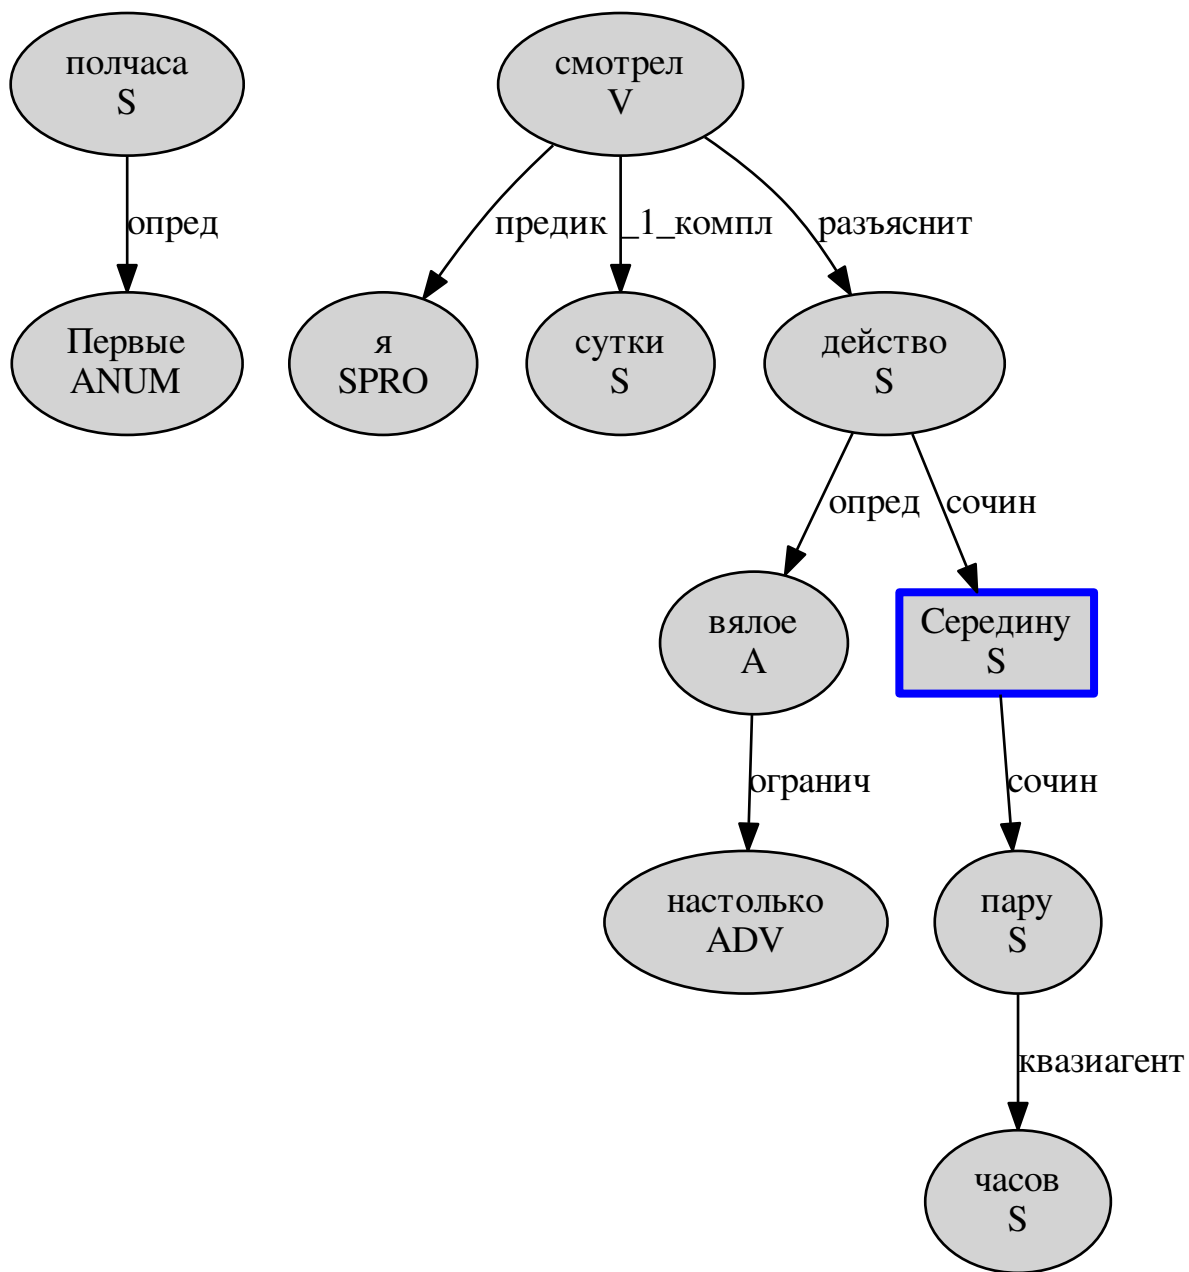 полчаса
S
смотрел
V
опред
предик
_1_компл
разъяснит
Первые
ANUM
я
SPRO
сутки
S
действо
S
опред
сочин
вялое
A
Середину
S
огранич
сочин
настолько
ADV
пару
S
квазиагент
часов
S